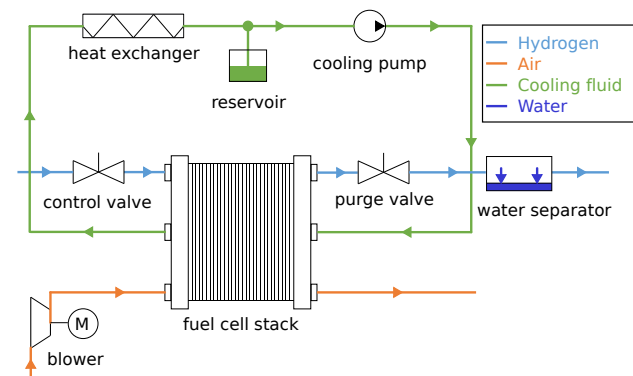 heat exchanger
reservoir
cooling pump
Hydrogen
Air
Cooling fluid
Water
control valve
purge valve
water separator
fuel cell stack
M
blower